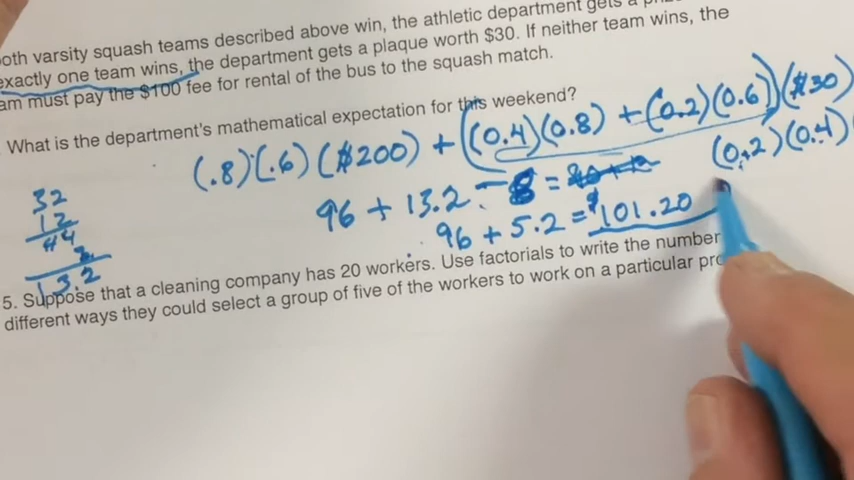 oth varsity squash teams described above win, the athletic department gets a
exactly one team wins, the department gets a plaque worth $30. If neither team wins, the
am must pay the $100 fee for rental of the bus to the squash match.
What is the department's mathematical expectation for this weekend?
(.8)(.6)($200) + ((0.4)(0.8) + (0.2)(0.6))($30)
(0.2)(0.4)
96 + 13.2 - 8 =
96 + 5.2 = $101.20
32
12
44
13.2
5. Suppose that a cleaning company has 20 workers. Use factorials to write the number
different ways they could select a group of five of the workers to work on a particular